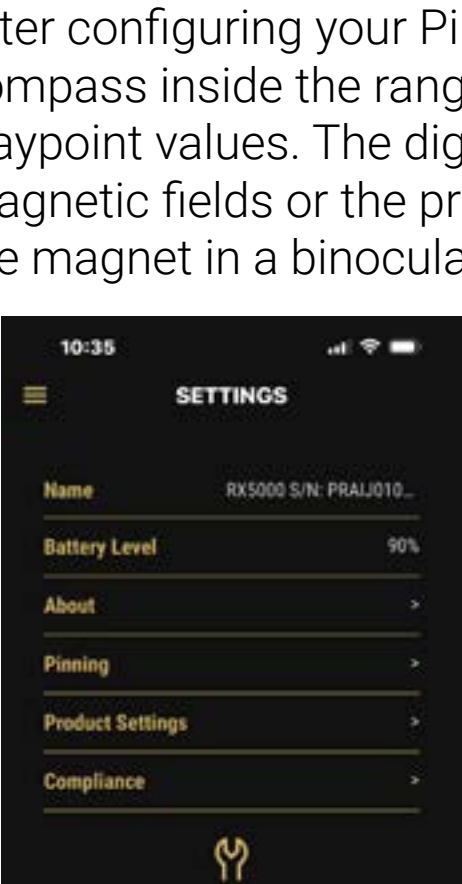 ter configuring your Pi
ompass inside the rang
aypoint values. The dig
agnetic fields or the pr
e magnet in a binocula
10:35
SETTINGS
Name RX5000 S/N: PRAIJ010...
Battery Level 90%
About >
Pinning >
Product Settings >
Compliance >